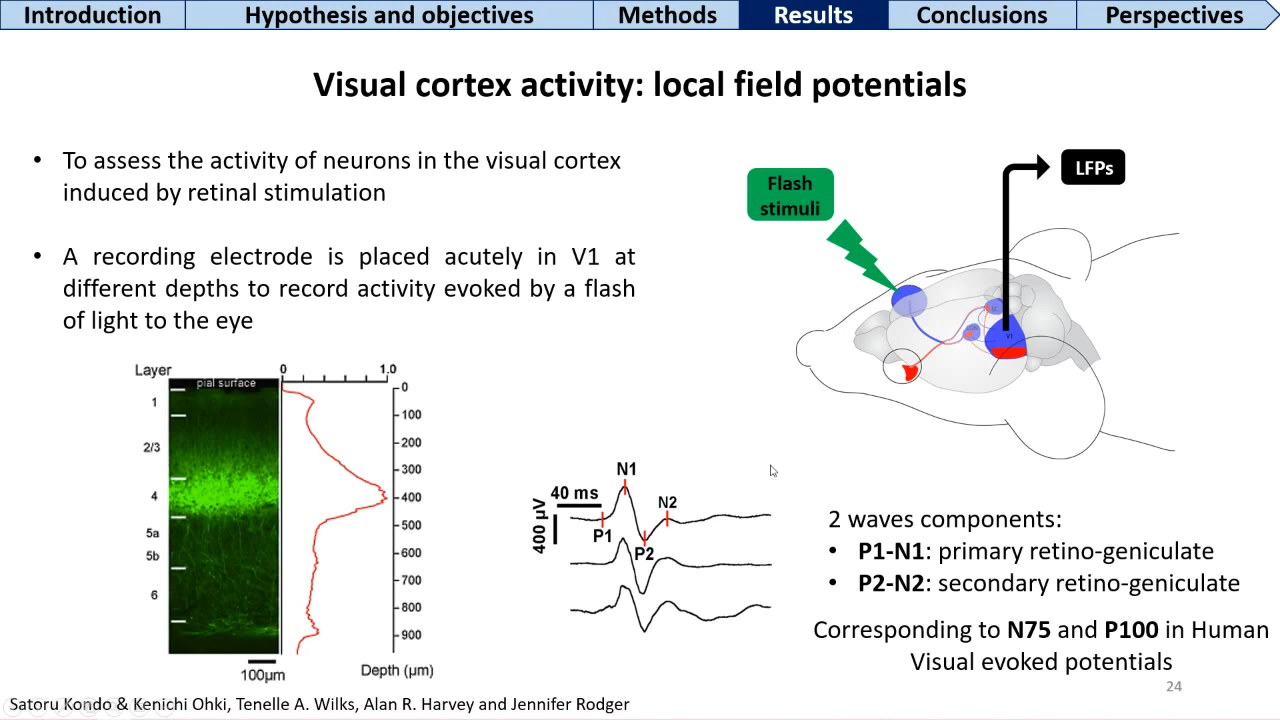 Introduction
Hypothesis and objectives
Methods
Results
Conclusions
Perspectives
Visual cortex activity: local field potentials
• To assess the activity of neurons in the visual cortex
induced by retinal stimulation
• A recording electrode is placed acutely in V1 at
different depths to record activity evoked by a flash
of light to the eye
Flash
stimuli
LFPs
V1
Layer
pial surface
0
1.0
1
2/3
4
5a
5b
6
0
100
200
300
400
500
600
700
800
900
100µm
Depth (µm)
40 ms
400 µV
N1
P1
P2
N2
2 waves components:
• P1-N1: primary retino-geniculate
• P2-N2: secondary retino-geniculate
Corresponding to N75 and P100 in Human
Visual evoked potentials
24
Satoru Kondo & Kenichi Ohki, Tenelle A. Wilks, Alan R. Harvey and Jennifer Rodger